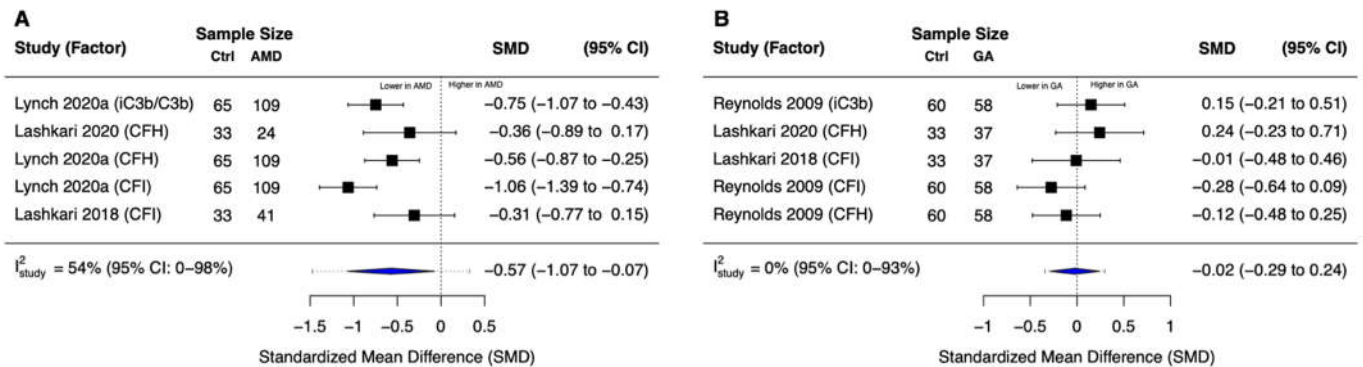 A
Study (Factor) Sample Size SMD (95% CI)
Ctrl AMD
Lower in AMD Higher in AMD
Lynch 2020a (iC3b/C3b) 65 109 −0.75 (−1.07 to −0.43)
Lashkari 2020 (CFH) 33 24 −0.36 (−0.89 to 0.17)
Lynch 2020a (CFH) 65 109 −0.56 (−0.87 to −0.25)
Lynch 2020a (CFI) 65 109 −1.06 (−1.39 to −0.74)
Lashkari 2018 (CFI) 33 41 −0.31 (−0.77 to 0.15)
I²study = 54% (95% CI: 0–98%) −0.57 (−1.07 to −0.07)
−1.5 −1 −0.5 0 0.5
Standardized Mean Difference (SMD)
B
Study (Factor) Sample Size SMD (95% CI)
Ctrl GA
Lower in GA Higher in GA
Reynolds 2009 (iC3b) 60 58 0.15 (−0.21 to 0.51)
Lashkari 2020 (CFH) 33 37 0.24 (−0.23 to 0.71)
Lashkari 2018 (CFI) 33 37 −0.01 (−0.48 to 0.46)
Reynolds 2009 (CFI) 60 58 −0.28 (−0.64 to 0.09)
Reynolds 2009 (CFH) 60 58 −0.12 (−0.48 to 0.25)
I²study = 0% (95% CI: 0–93%) −0.02 (−0.29 to 0.24)
−1 −0.5 0 0.5 1
Standardized Mean Difference (SMD)